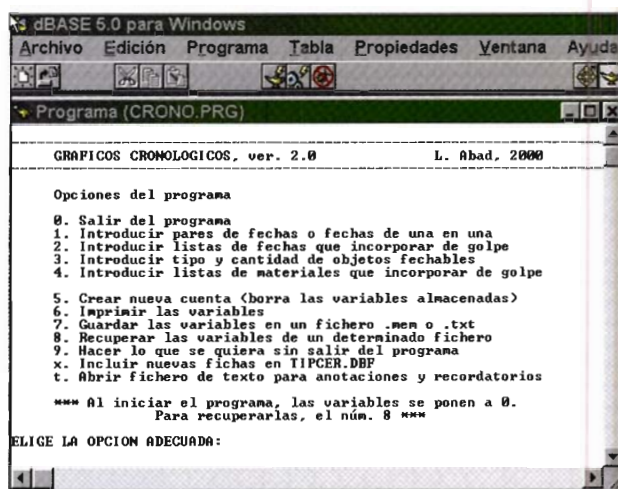 dBASE 5.0 para Windows
Archivo Edición Programa Tabla Propiedades Ventana Ayuda
Programa (CRONO.PRG)
GRAFICOS CRONOLOGICOS, ver. 2.0 L. Abad, 2000
Opciones del programa
0. Salir del programa
1. Introducir pares de fechas o fechas de una en una
2. Introducir listas de fechas que incorporar de golpe
3. Introducir tipo y cantidad de objetos fechables
4. Introducir listas de materiales que incorporar de golpe
5. Crear nueva cuenta (borra las variables almacenadas)
6. Imprimir las variables
7. Guardar las variables en un fichero .mem o .txt
8. Recuperar las variables de un determinado fichero
9. Hacer lo que se quiera sin salir del programa
x. Incluir nuevas fichas en TIPCER.DBF
t. Abrir fichero de texto para anotaciones y recordatorios
*** Al iniciar el programa, las variables se ponen a 0.
Para recuperarlas, el núm. 8 ***
ELIGE LA OPCION ADECUADA: